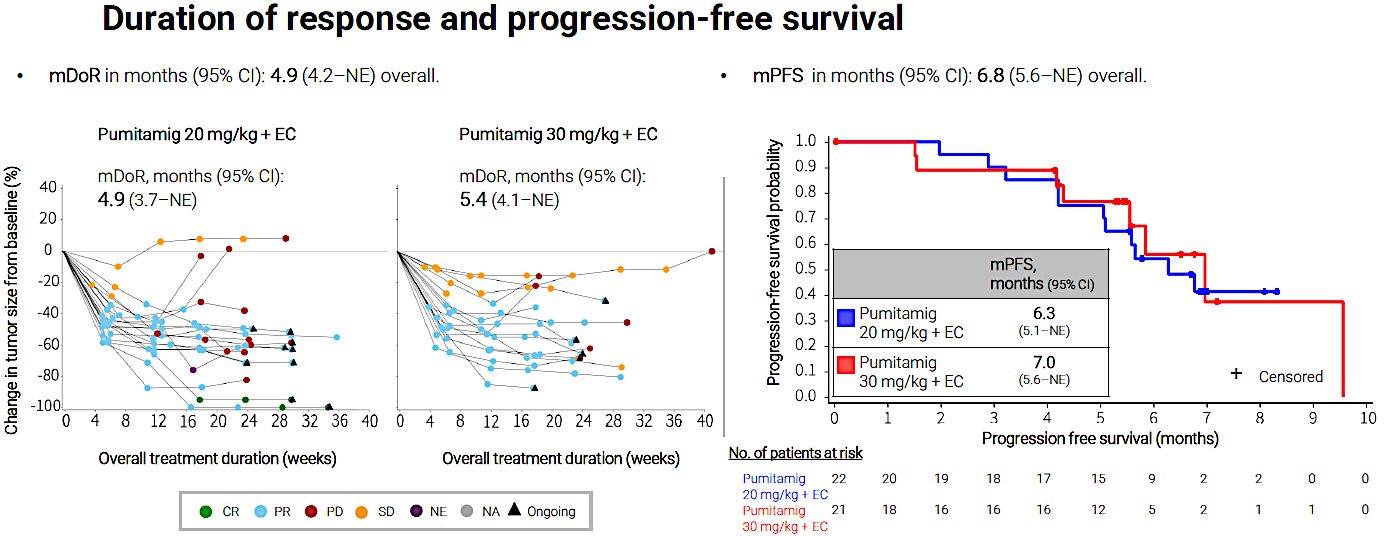 Duration of response and progression-free survival
• mDoR in months (95% CI): 4.9 (4.2–NE) overall.
• mPFS in months (95% CI): 6.8 (5.6–NE) overall.
Pumitamig 20 mg/kg + EC
mDoR, months (95% CI):
4.9 (3.7–NE)
Pumitamig 30 mg/kg + EC
mDoR, months (95% CI):
5.4 (4.1–NE)
Change in tumor size from baseline (%)
40
20
0
-20
-40
-60
-80
-100
0 4 8 12 16 20 24 28 32 36 40
Overall treatment duration (weeks)
0 4 8 12 16 20 24 28 32 36 40
Overall treatment duration (weeks)
CR PR PD SD NE NA Ongoing
Progression-free survival probability
1.0
0.9
0.8
0.7
0.6
0.5
0.4
0.3
0.2
0.1
0.0
mPFS,
months (95% CI)
Pumitamig
20 mg/kg + EC
6.3
(5.1–NE)
Pumitamig
30 mg/kg + EC
7.0
(5.6–NE)
+ Censored
0 1 2 3 4 5 6 7 8 9 10
Progression free survival (months)
No. of patients at risk
Pumitamig
20 mg/kg + EC
22 20 19 18 17 15 9 2 2 0 0
Pumitamig
30 mg/kg + EC
21 18 16 16 16 12 5 2 1 1 0